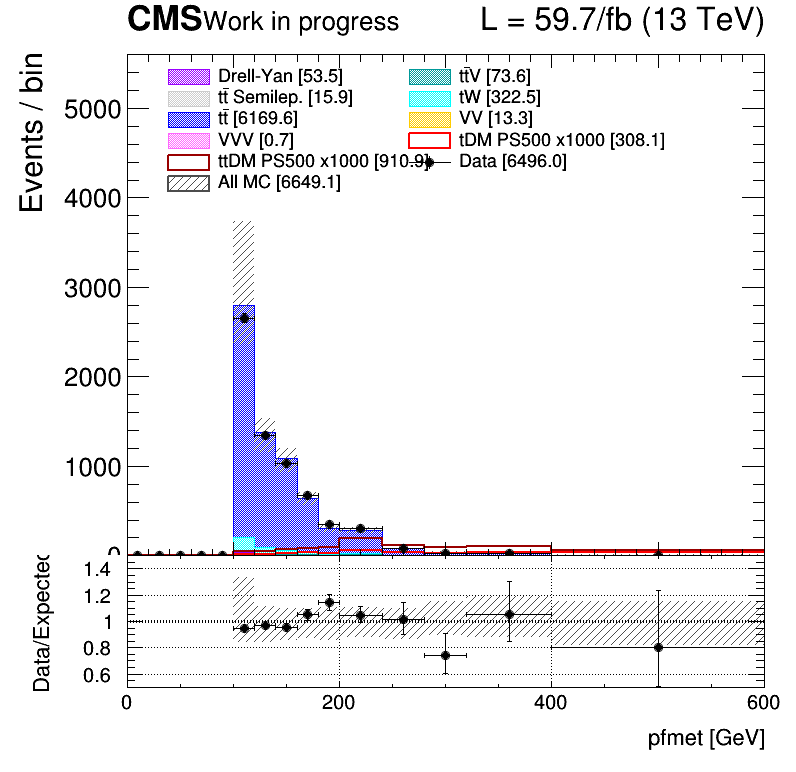 CMS Work in progress L = 59.7/fb (13 TeV)
Events / bin
5000
4000
3000
2000
1000
0
Drell-Yan [53.5] tt̄V [73.6]
tt̄ Semilep. [15.9] tW [322.5]
tt̄ [6169.6] VV [13.3]
VVV [0.7] tDM PS500 x1000 [308.1]
ttDM PS500 x1000 [910.9] Data [6496.0]
All MC [6649.1]
Data/Expected
1.4
1.2
1
0.8
0.6
0 200 400 600
pfmet [GeV]